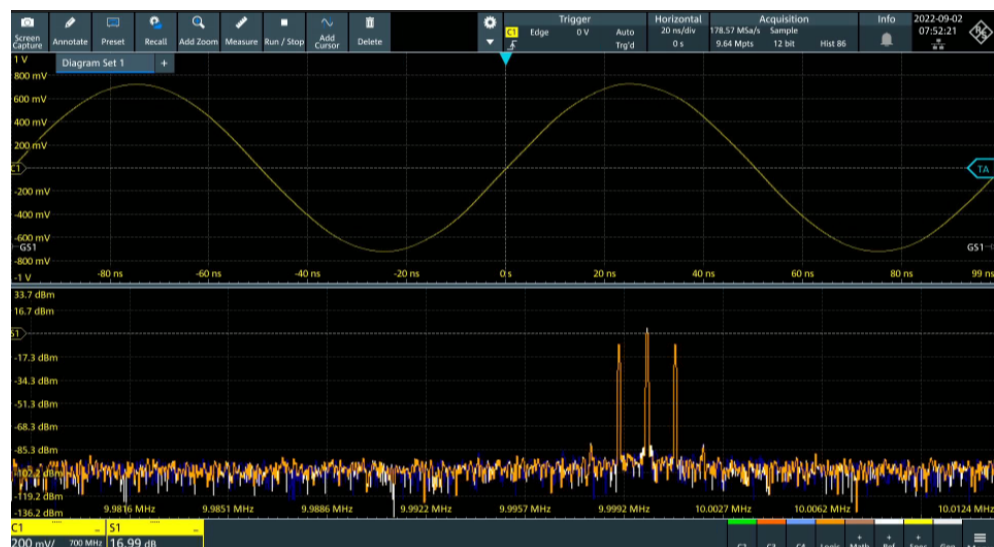 Trigger Horizontal Acquisition Info 2022-09-02
C1 Edge 0 V Auto 20 ns/div 178.57 MSa/s Sample 07:52:21
Trg'd 0 s 9.64 Mpts 12 bit Hist 86
Screen Capture Annotate Preset Recall Add Zoom Measure Run / Stop Add Cursor Delete
Diagram Set 1 +
1 V
800 mV
600 mV
400 mV
200 mV
C1 TA
-200 mV
-400 mV
-600 mV
GS1 GS1
-800 mV
-1 V -80 ns -60 ns -40 ns -20 ns 0 s 20 ns 40 ns 60 ns 80 ns 99 ns
33.7 dBm
16.7 dBm
S1
-17.3 dBm
-34.3 dBm
-51.3 dBm
-68.3 dBm
-85.3 dBm
-102.2 dBm
-119.2 dBm
-136.2 dBm 9.9816 MHz 9.9851 MHz 9.9886 MHz 9.9922 MHz 9.9957 MHz 9.9992 MHz 10.0027 MHz 10.0062 MHz 10.0124 MHz
C1 S1
200 mV/ 700 MHz 16.99 dB
C2 C3 C4 Logic Math Ref Spec Gen